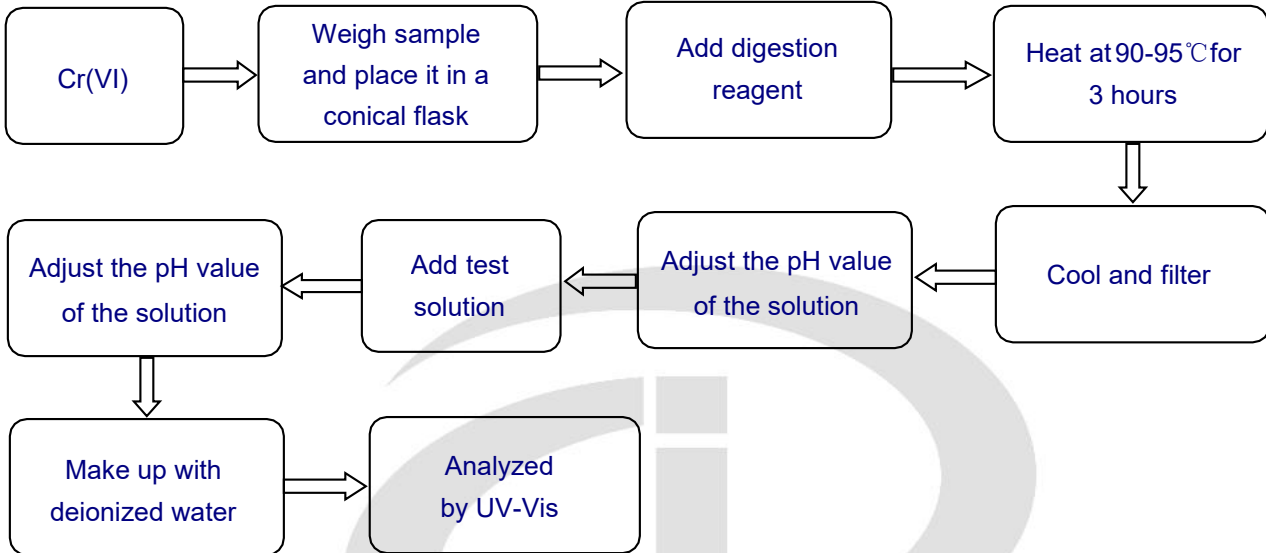 Cr(VI)
Weigh sample
and place it in a
conical flask
Add digestion
reagent
Heat at 90-95℃ for
3 hours
Cool and filter
Adjust the pH value
of the solution
Add test
solution
Adjust the pH value
of the solution
Make up with
deionized water
Analyzed
by UV-Vis